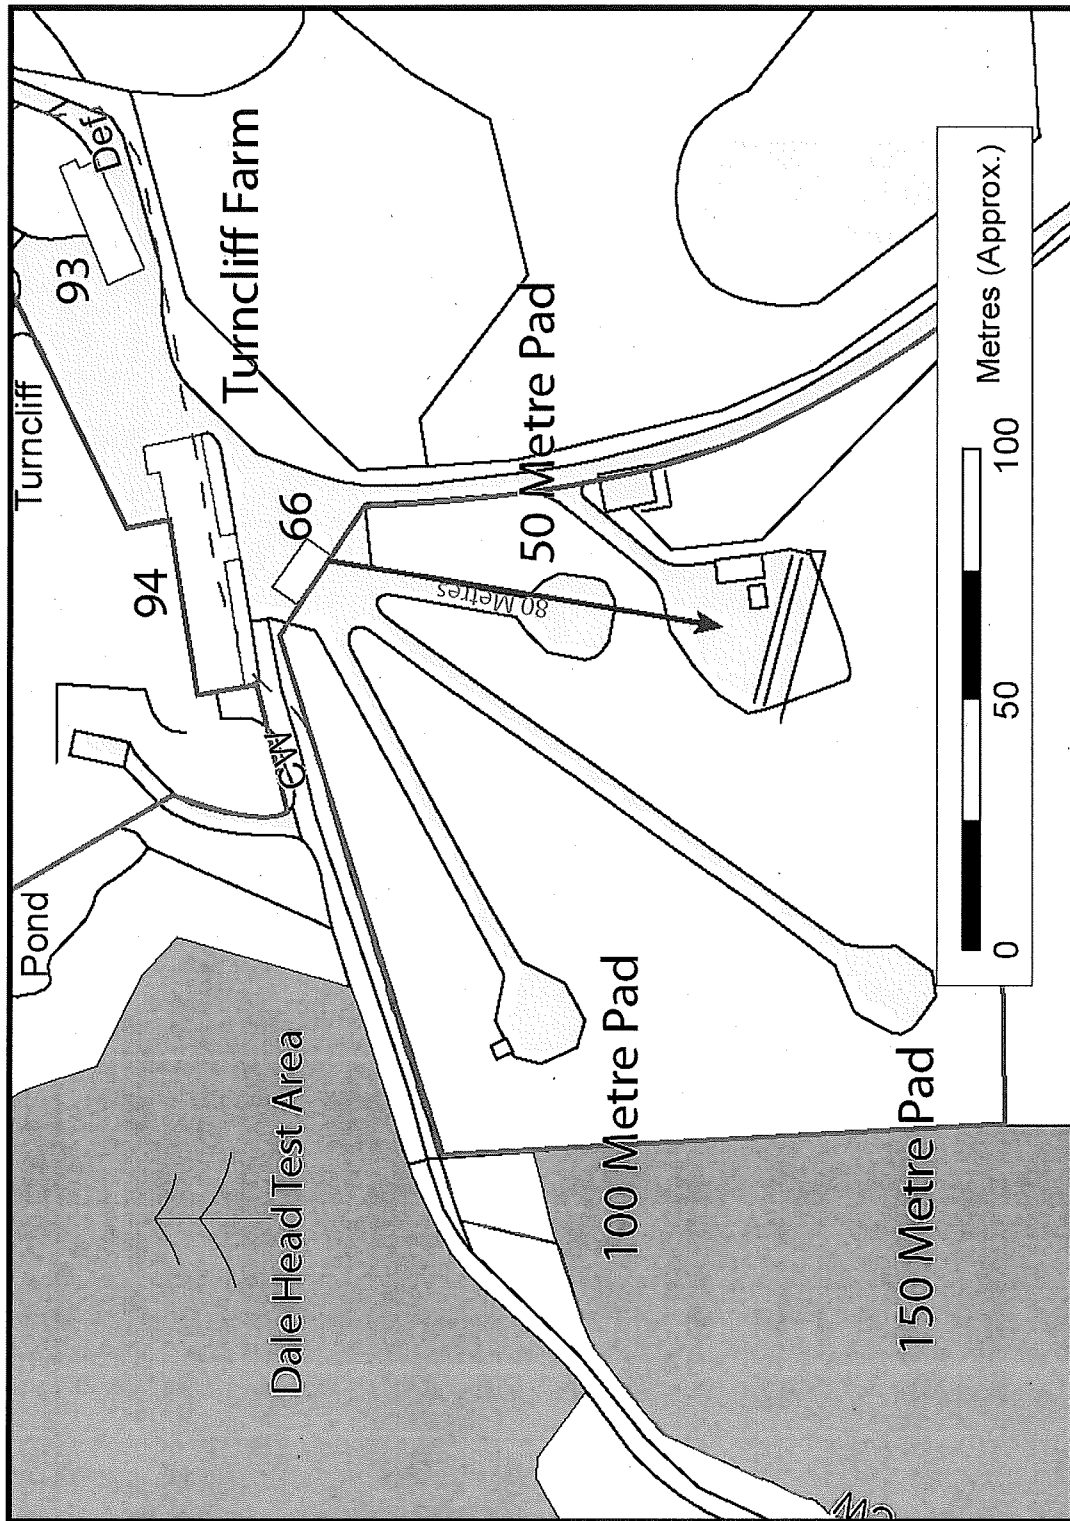 Turncliff
Def
93
Turncliff Farm
94
66
50 Metre Pad
80 Metres
CW
Pond
Dale Head Test Area
100 Metre Pad
150 Metre Pad
CW
Metres (Approx.)
0
50
100